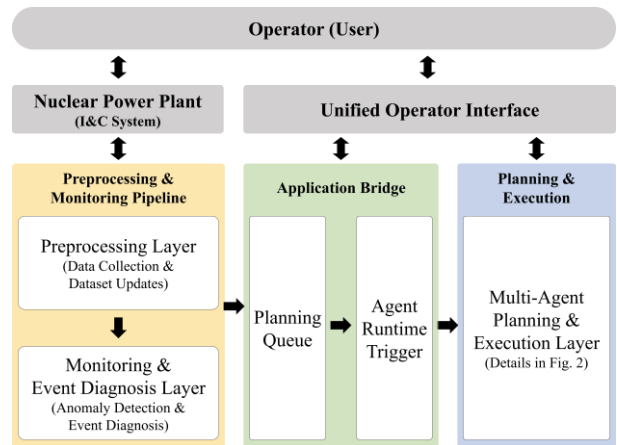 Operator (User)
Nuclear Power Plant
(I&C System)
Unified Operator Interface
Preprocessing &
Monitoring Pipeline
Preprocessing Layer
(Data Collection &
Dataset Updates)
Monitoring &
Event Diagnosis Layer
(Anomaly Detection &
Event Diagnosis)
Application Bridge
Planning
Queue
Agent
Runtime
Trigger
Planning &
Execution
Multi-Agent
Planning &
Execution Layer
(Details in Fig. 2)